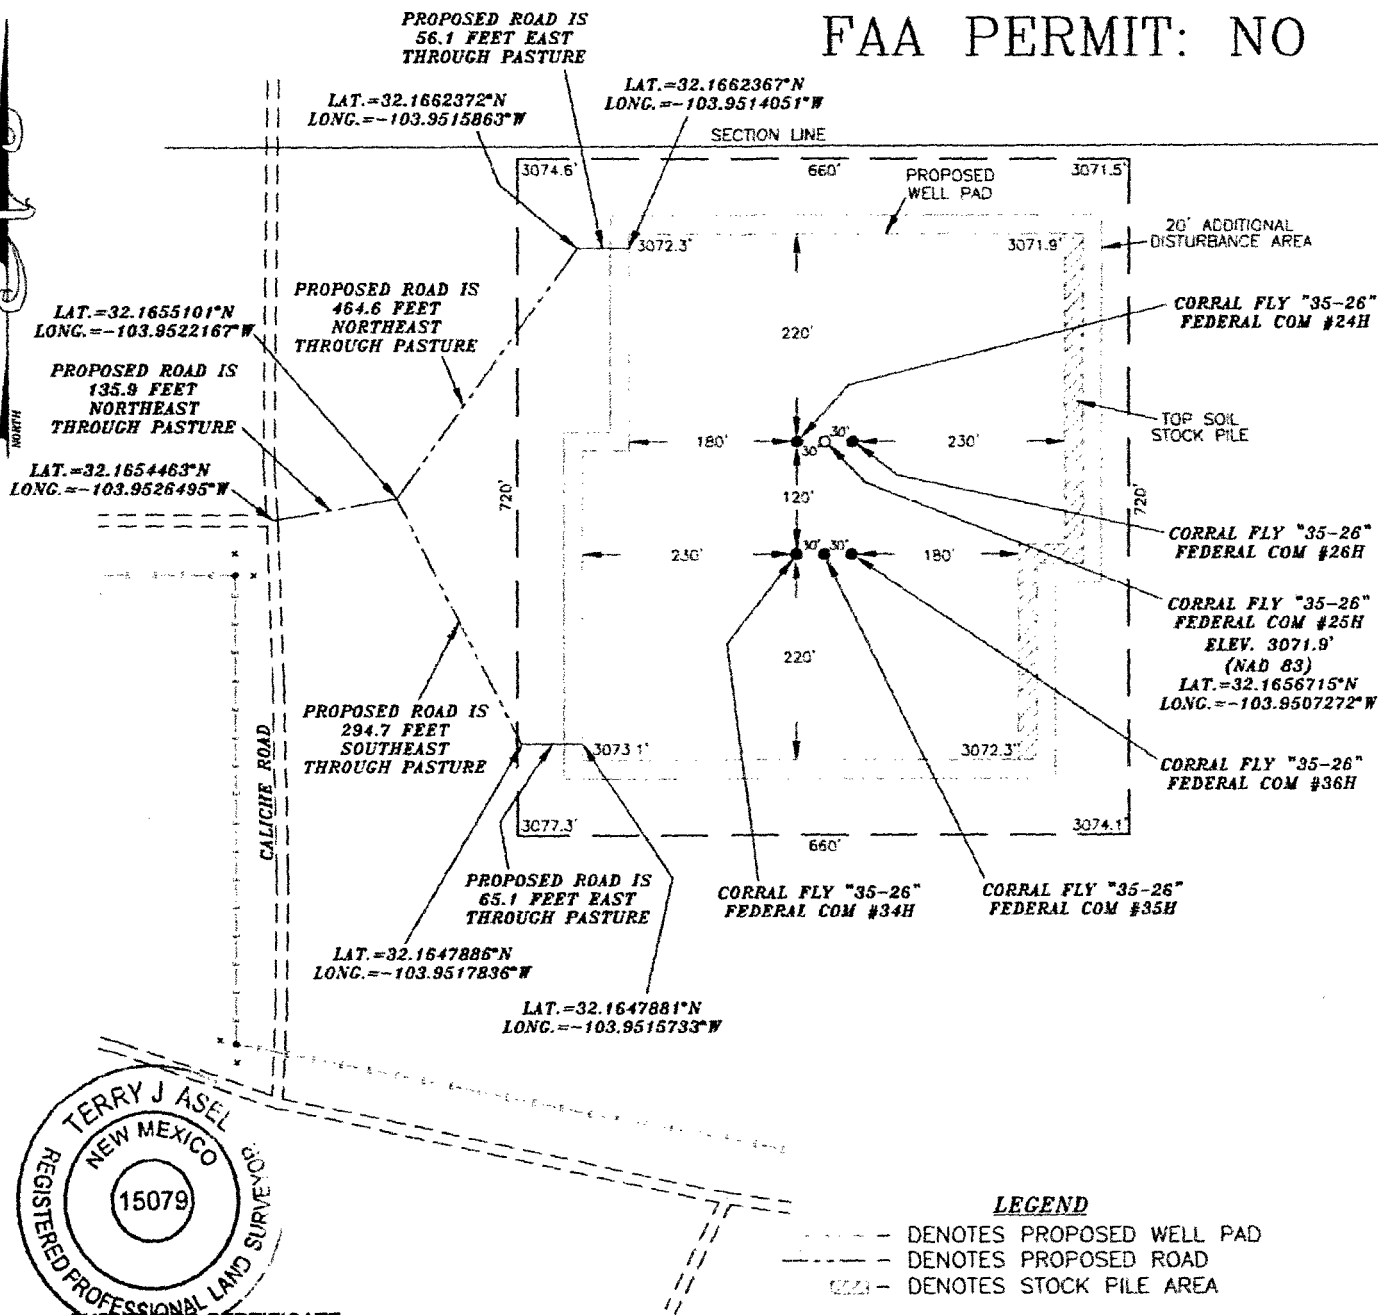 FAA PERMIT: NO
PROPOSED ROAD IS
56.1 FEET EAST
THROUGH PASTURE
LAT.=32.1662372°N
LONG.=-103.9515863°W
LAT.=32.1662367°N
LONG.=-103.9514051°W
SECTION LINE
3074.6'
660'
3071.5'
PROPOSED
WELL PAD
20' ADDITIONAL
DISTURBANCE AREA
3072.3'
3071.9'
PROPOSED ROAD IS
464.6 FEET
NORTHEAST
THROUGH PASTURE
LAT.=32.1655101°N
LONG.=-103.9522167°W
CORRAL FLY "35-26"
FEDERAL COM #24H
220'
PROPOSED ROAD IS
135.9 FEET
NORTHEAST
THROUGH PASTURE
NORTH
TOP SOIL
STOCK PILE
180'
30'
30'
230'
LAT.=32.1654463°N
LONG.=-103.9526495°W
720'
120'
720'
CORRAL FLY "35-26"
FEDERAL COM #26H
230'
30'
30'
180'
CORRAL FLY "35-26"
FEDERAL COM #25H
ELEV. 3071.9'
(NAD 83)
LAT.=32.1656715°N
LONG.=-103.9507272°W
220'
PROPOSED ROAD IS
294.7 FEET
SOUTHEAST
THROUGH PASTURE
3073.1'
3072.3'
CORRAL FLY "35-26"
FEDERAL COM #36H
CALICHE ROAD
3077.3'
660'
3074.1'
PROPOSED ROAD IS
65.1 FEET EAST
THROUGH PASTURE
CORRAL FLY "35-26"
FEDERAL COM #34H
CORRAL FLY "35-26"
FEDERAL COM #35H
LAT.=32.1647886°N
LONG.=-103.9517836°W
LAT.=32.1647881°N
LONG.=-103.9515733°W
TERRY J ASEL
NEW MEXICO
15079
REGISTERED PROFESSIONAL LAND SURVEYOR
LEGEND
- DENOTES PROPOSED WELL PAD
- DENOTES PROPOSED ROAD
- DENOTES STOCK PILE AREA